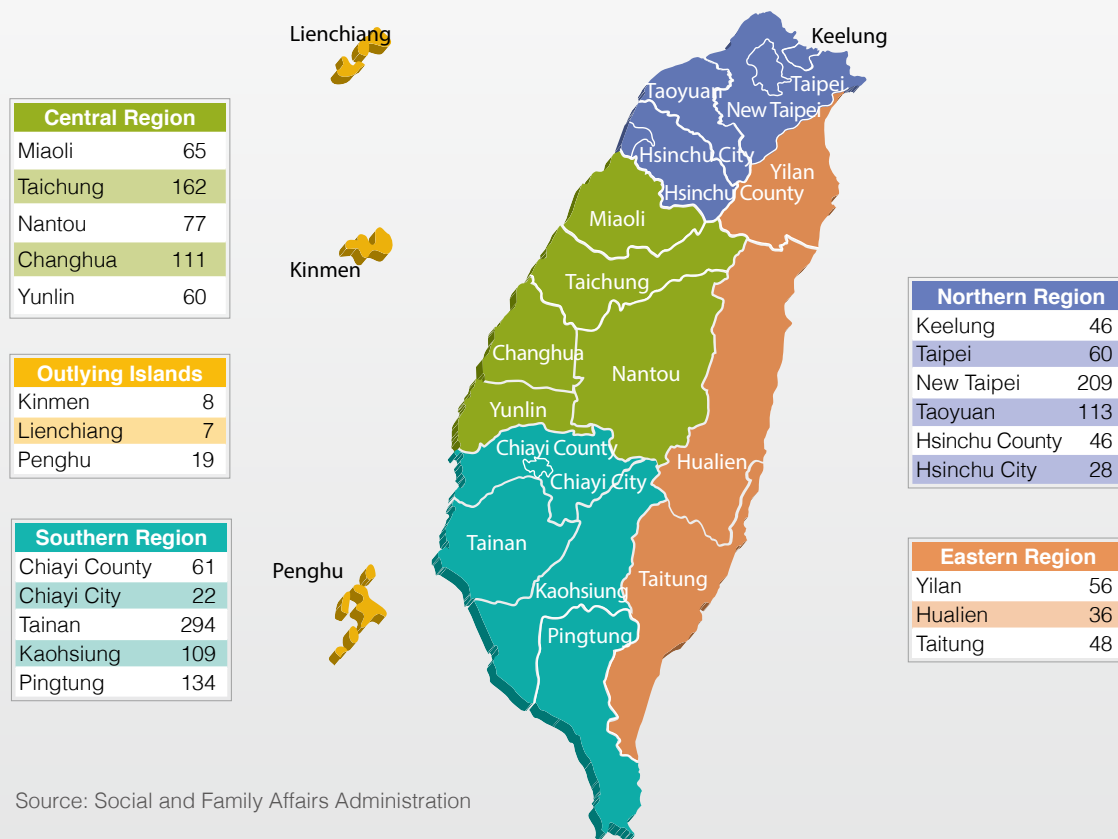 Lienchiang
Keelung
Taipei
Taoyuan
New Taipei
Hsinchu City
Yilan
County
Hsinchu County
Miaoli
Taichung
Kinmen
Changhua
Nantou
Yunlin
Chiayi County
Chiayi City
Hualien
Tainan
Penghu
Taitung
Kaohsiung
Pingtung
Central Region
Miaoli 65
Taichung 162
Nantou 77
Changhua 111
Yunlin 60
Outlying Islands
Kinmen 8
Lienchiang 7
Penghu 19
Southern Region
Chiayi County 61
Chiayi City 22
Tainan 294
Kaohsiung 109
Pingtung 134
Northern Region
Keelung 46
Taipei 60
New Taipei 209
Taoyuan 113
Hsinchu County 46
Hsinchu City 28
Eastern Region
Yilan 56
Hualien 36
Taitung 48
Source: Social and Family Affairs Administration